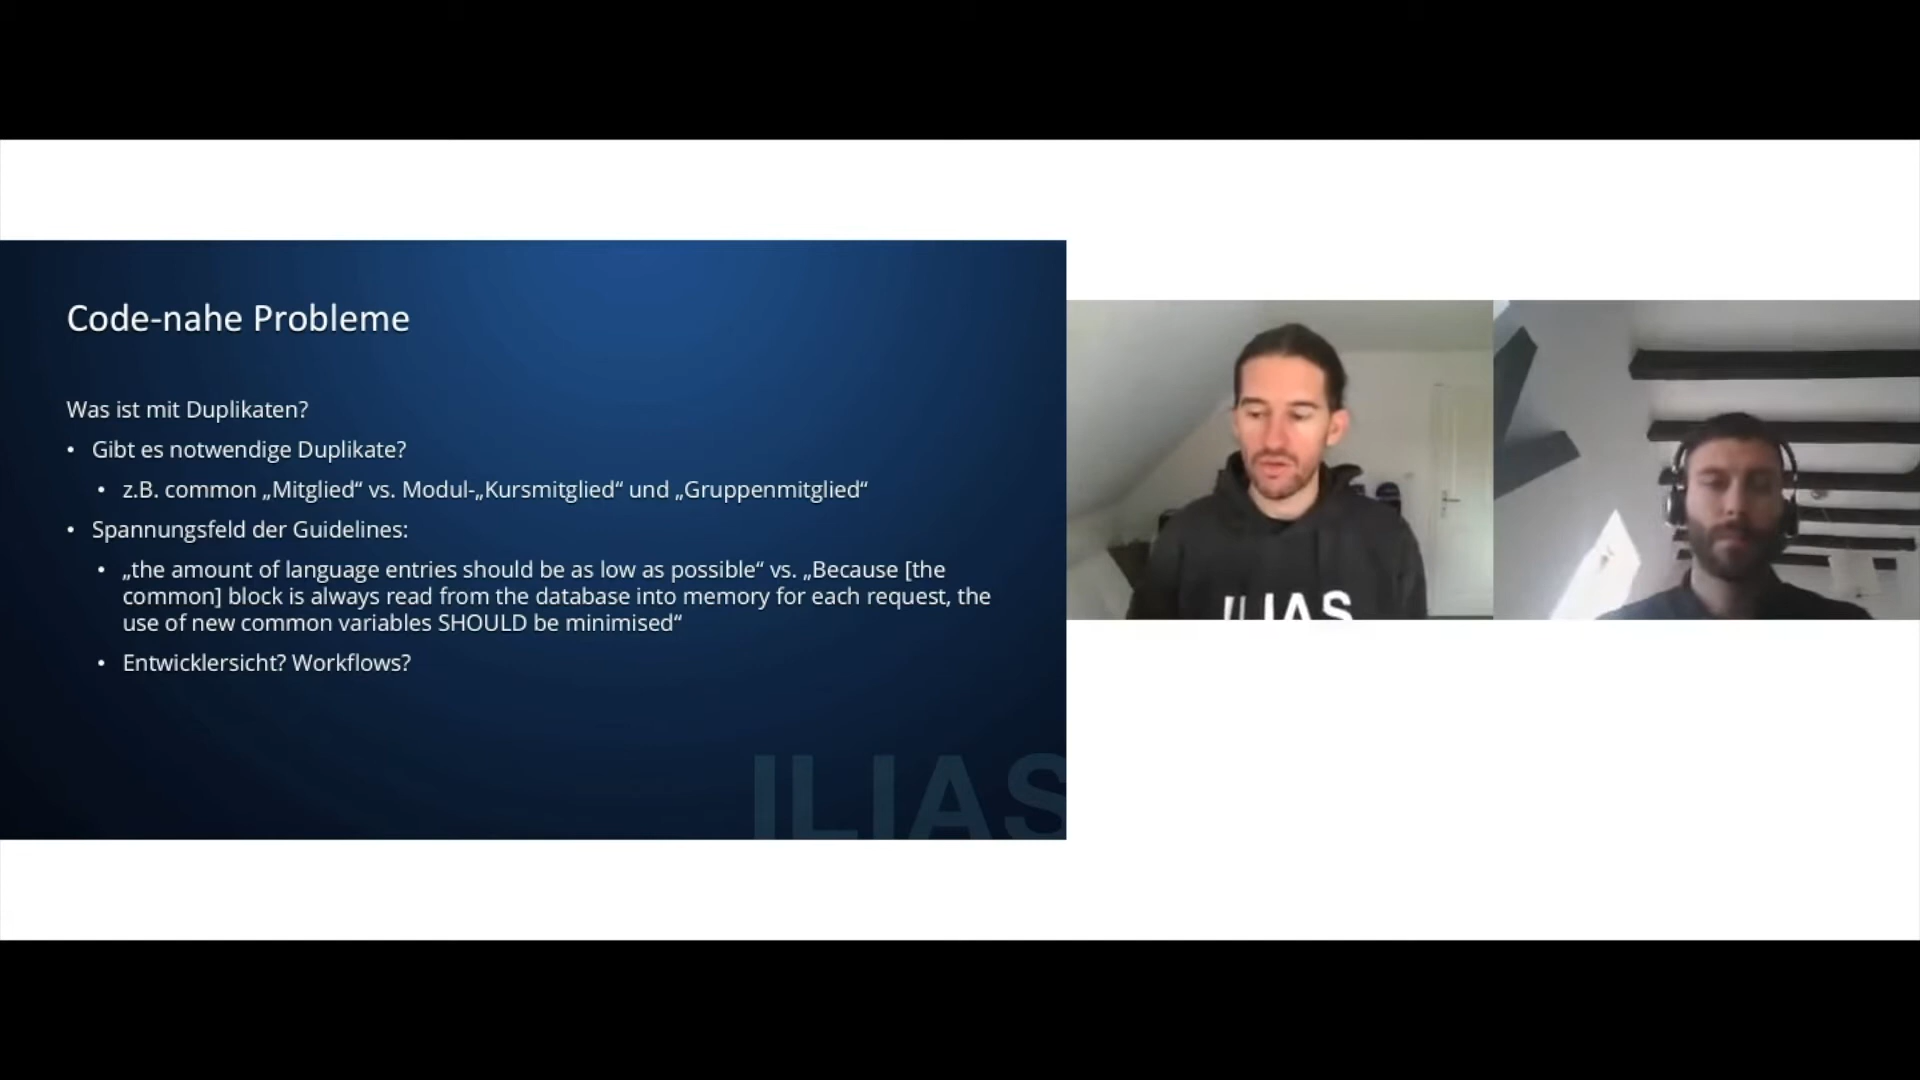 Code-nahe Probleme
Was ist mit Duplikaten?
• Gibt es notwendige Duplikate?
• z.B. common „Mitglied“ vs. Modul-„Kursmitglied“ und „Gruppenmitglied“
• Spannungsfeld der Guidelines:
• „the amount of language entries should be as low as possible“ vs. „Because [the
common] block is always read from the database into memory for each request, the
use of new common variables SHOULD be minimised“
• Entwicklersicht? Workflows?
ILIAS
ILIAS